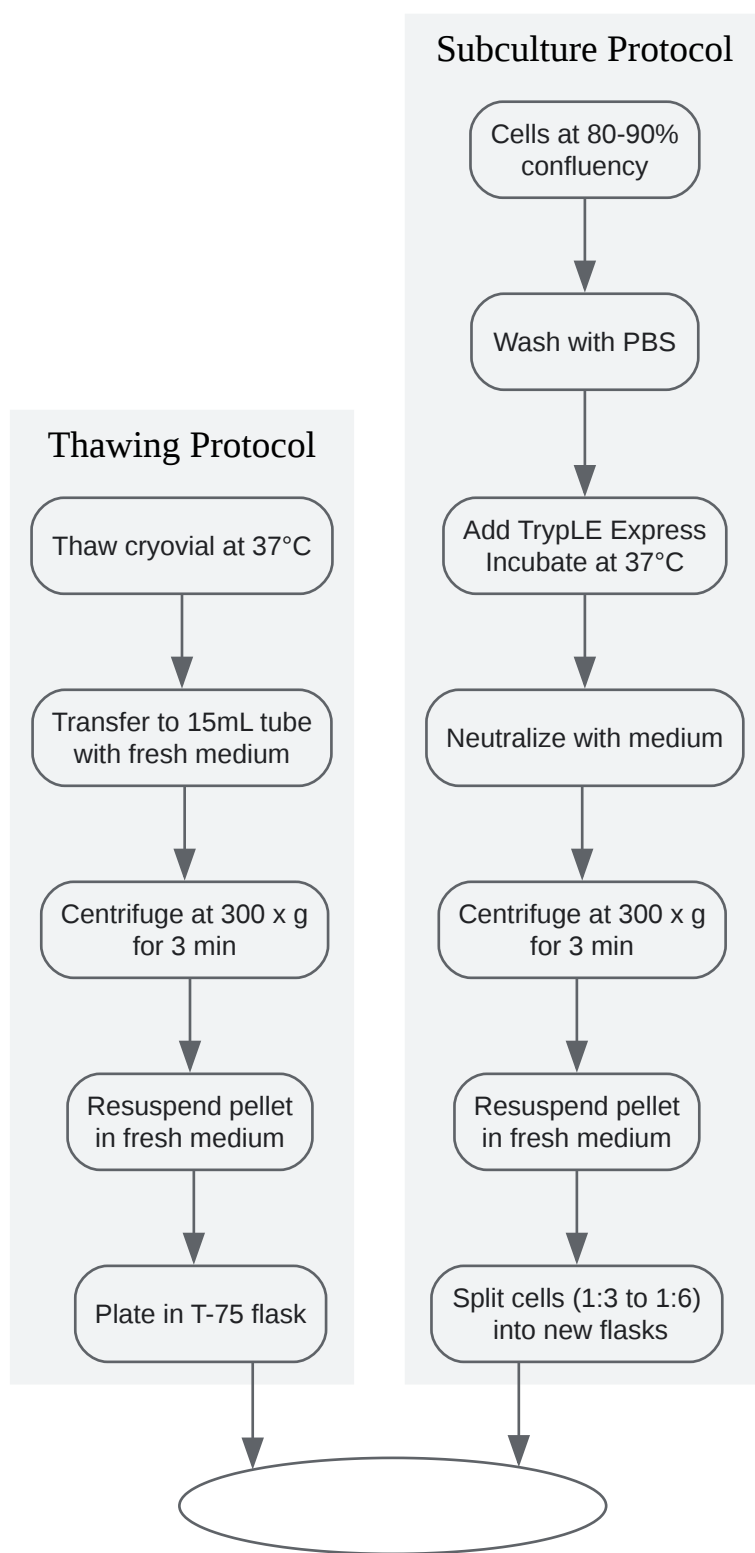 Thawing Protocol
Thaw cryovial at 37°C
Transfer to 15mL tube
with fresh medium
Centrifuge at 300 x g
for 3 min
Resuspend pellet
in fresh medium
Plate in T-75 flask
Subculture Protocol
Cells at 80-90%
confluency
Wash with PBS
Add TrypLE Express
Incubate at 37°C
Neutralize with medium
Centrifuge at 300 x g
for 3 min
Resuspend pellet
in fresh medium
Split cells (1:3 to 1:6)
into new flasks